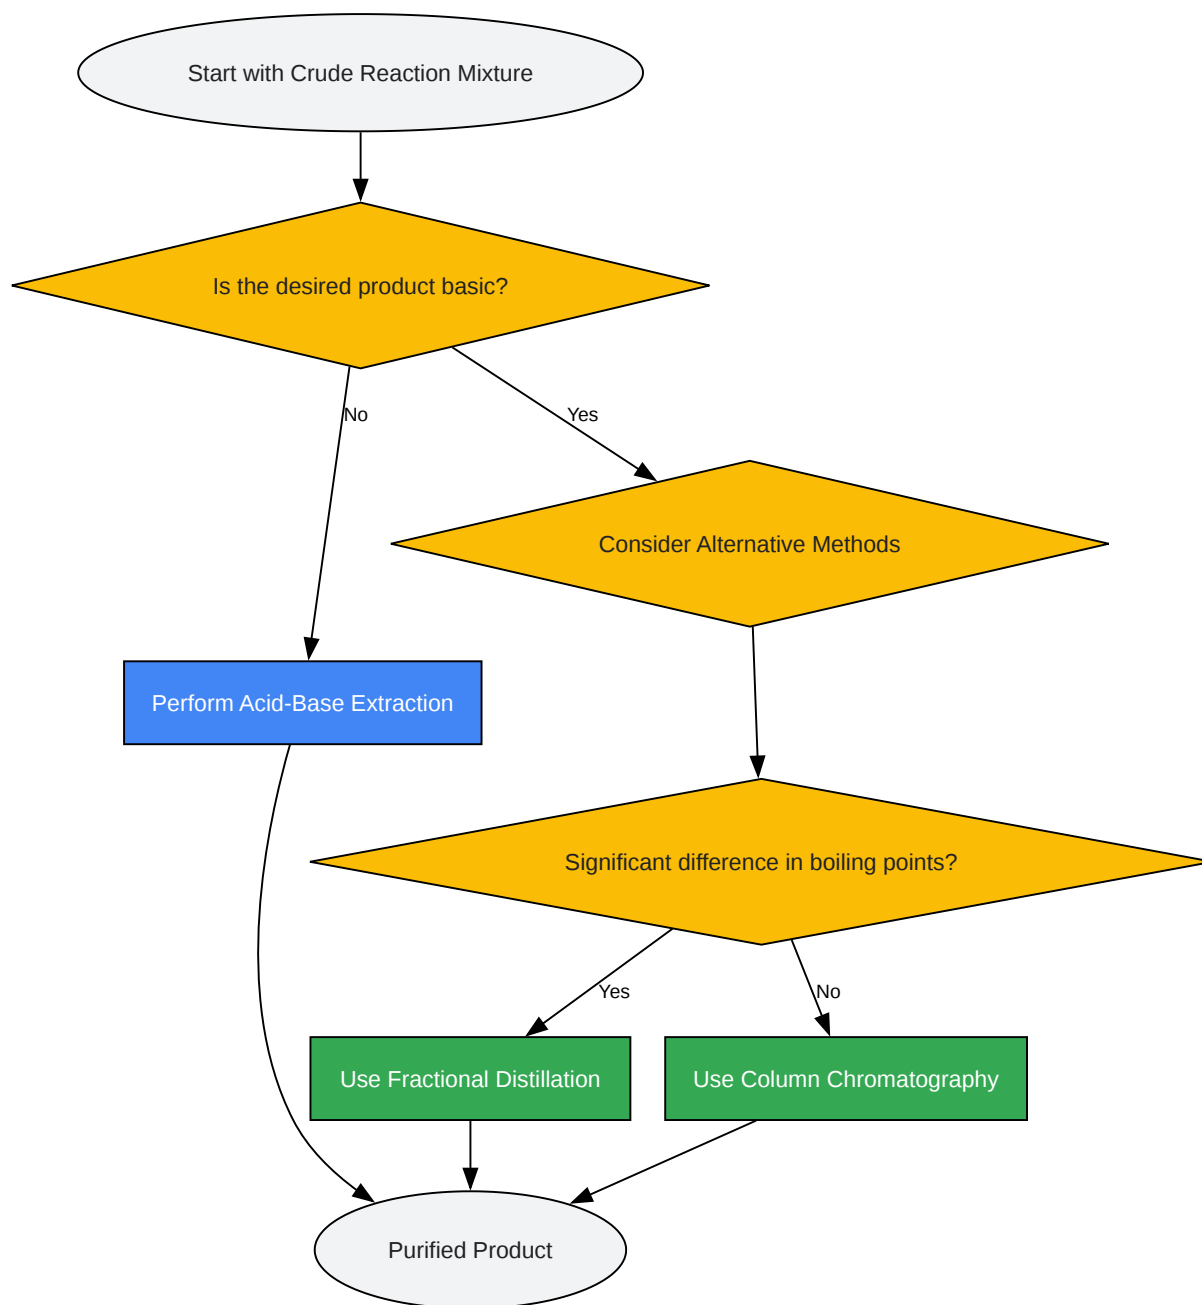 Start with Crude Reaction Mixture
Is the desired product basic?
No
Yes
Consider Alternative Methods
Perform Acid-Base Extraction
Significant difference in boiling points?
Yes
No
Use Fractional Distillation
Use Column Chromatography
Purified Product